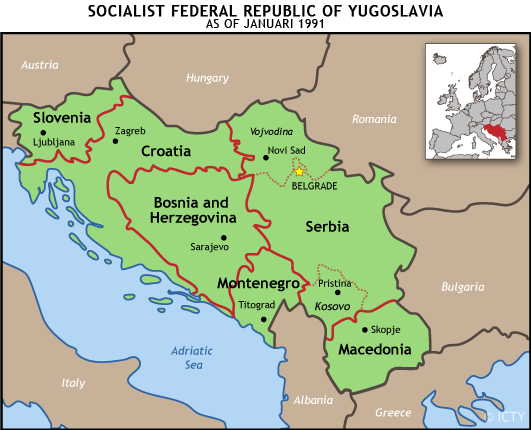 SOCIALIST FEDERAL REPUBLIC OF YUGOSLAVIA
AS OF JANUARI 1991
Austria
Hungary
Romania
Slovenia
Ljubljana
Zagreb
Croatia
Vojvodina
Novi Sad
BELGRADE
Bosnia and
Herzegovina
Sarajevo
Serbia
Montenegro
Titograd
Pristina
Kosovo
Bulgaria
Skopje
Macedonia
Adriatic
Sea
Italy
Albania
Greece
© ICTY